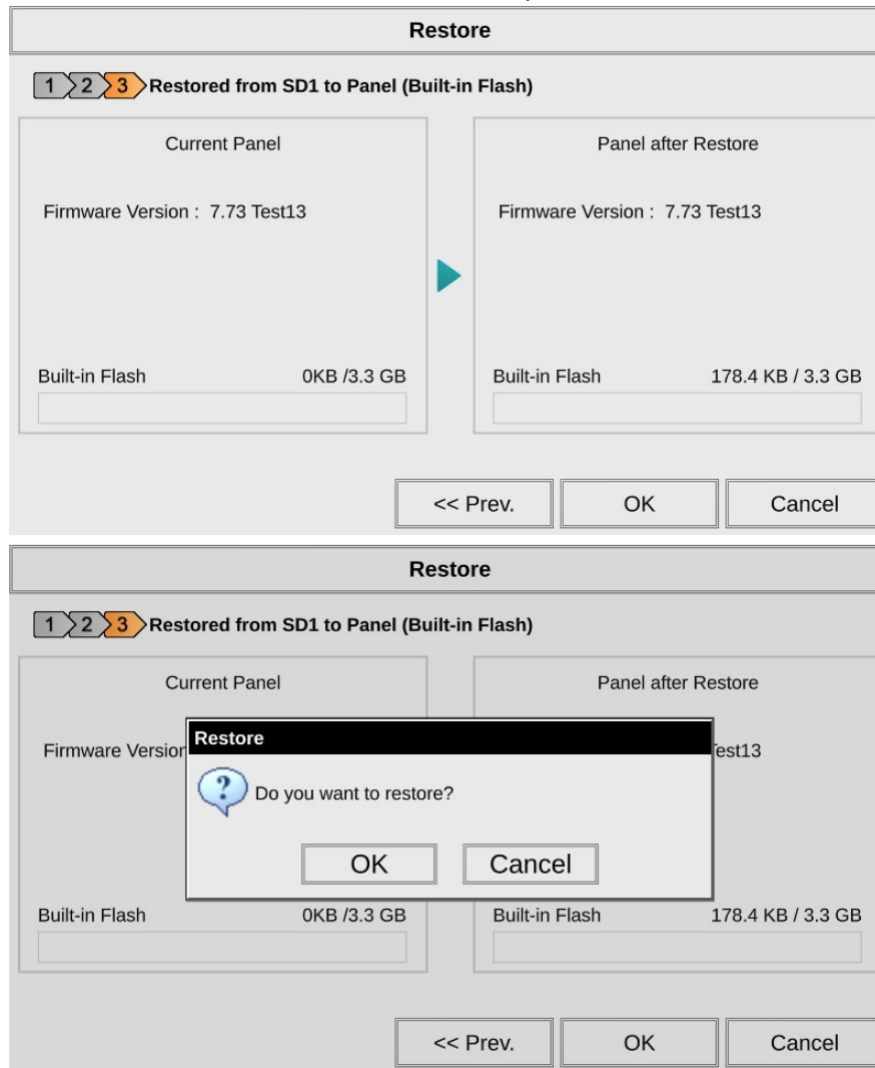 Restore
1 2 3 Restored from SD1 to Panel (Built-in Flash)
Current Panel
Firmware Version : 7.73 Test13
Built-in Flash 0KB /3.3 GB
Panel after Restore
Firmware Version : 7.73 Test13
Built-in Flash 178.4 KB / 3.3 GB
<< Prev. OK Cancel
Restore
1 2 3 Restored from SD1 to Panel (Built-in Flash)
Current Panel
Panel after Restore
Firmware Version
Restore
Do you want to restore?
OK Cancel
Built-in Flash 0KB /3.3 GB
Built-in Flash 178.4 KB / 3.3 GB
<< Prev. OK Cancel